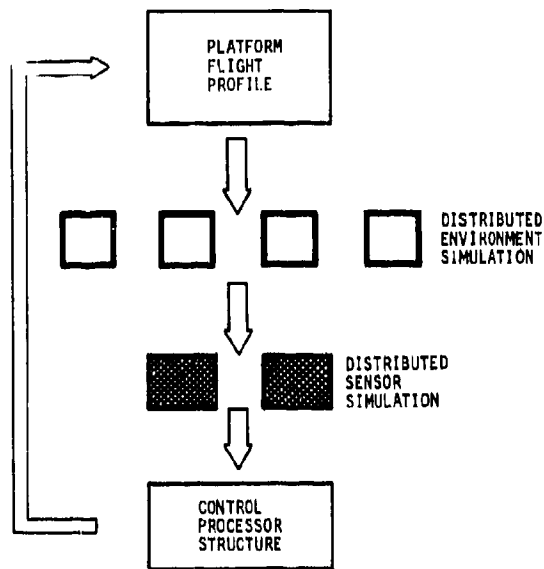 PLATFORM
FLIGHT
PROFILE
DISTRIBUTED
ENVIRONMENT
SIMULATION
DISTRIBUTED
SENSOR
SIMULATION
CONTROL
PROCESSOR
STRUCTURE